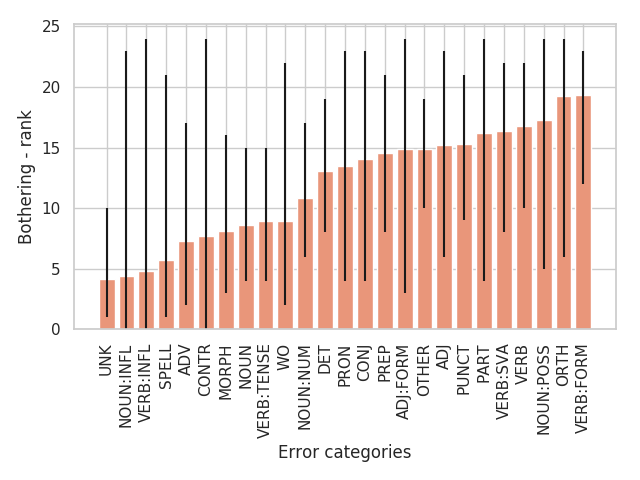 25
20
15
10
5
0
Bothering - rank
UNK
NOUN:INFL
VERB:INFL
SPELL
ADV
CONTR
MORPH
NOUN
VERB:TENSE
WO
NOUN:NUM
DET
PRON
CONJ
PREP
ADJ:FORM
OTHER
ADJ
PUNCT
PART
VERB:SVA
VERB
NOUN:POSS
ORTH
VERB:FORM
Error categories